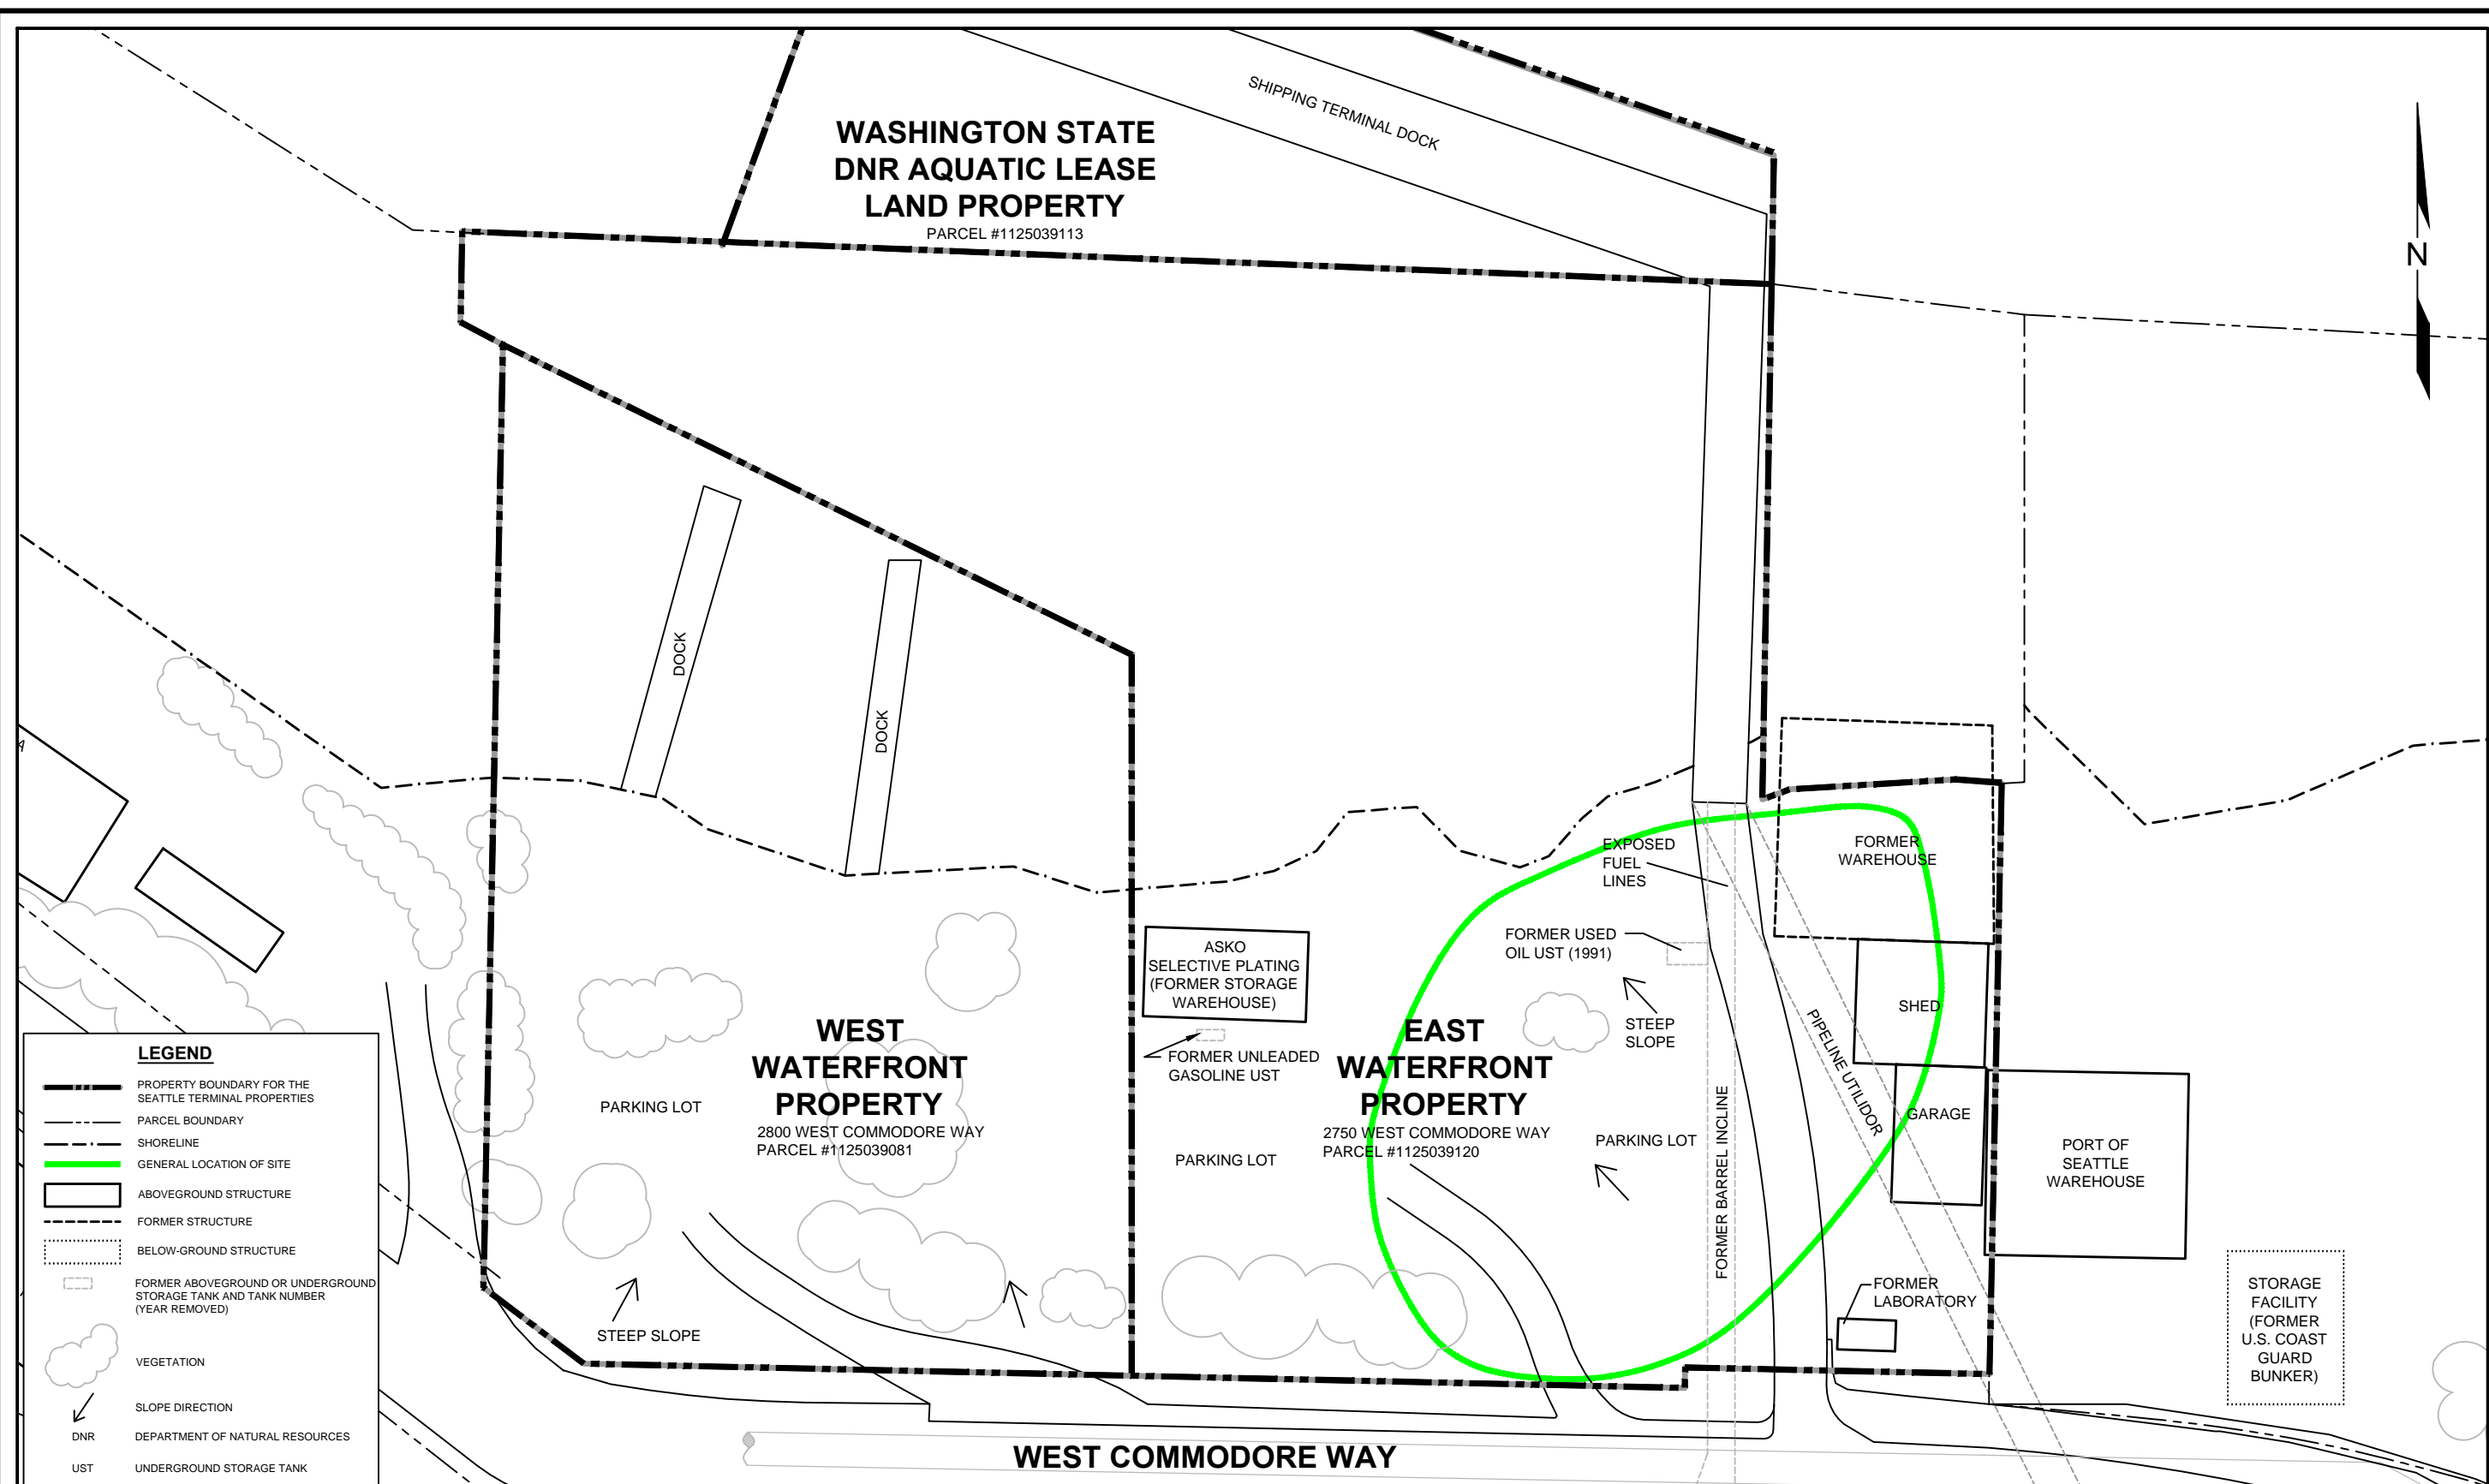 SHIPPING TERMINAL DOCK
WASHINGTON STATE
DNR AQUATIC LEASE
LAND PROPERTY
PARCEL #1125039113
N
DOCK
DOCK
EXPOSED
FUEL
LINES
FORMER
WAREHOUSE
FORMER USED
OIL UST (1991)
ASKO
SELECTIVE PLATING
(FORMER STORAGE
WAREHOUSE)
SHED
STEEP
SLOPE
PIPELINE UTILIDOR
WEST
WATERFRONT
PROPERTY
2800 WEST COMMODORE WAY
PARCEL #1125039081
FORMER UNLEADED
GASOLINE UST
EAST
WATERFRONT
PROPERTY
2750 WEST COMMODORE WAY
PARCEL #1125039120
PARKING LOT
PARKING LOT
PARKING LOT
FORMER BARREL INCLINE
GARAGE
PORT OF
SEATTLE
WAREHOUSE
FORMER
LABORATORY
STORAGE
FACILITY
(FORMER
U.S. COAST
GUARD
BUNKER)
STEEP SLOPE
WEST COMMODORE WAY
LEGEND
PROPERTY BOUNDARY FOR THE
SEATTLE TERMINAL PROPERTIES
PARCEL BOUNDARY
SHORELINE
GENERAL LOCATION OF SITE
ABOVEGROUND STRUCTURE
FORMER STRUCTURE
BELOW-GROUND STRUCTURE
FORMER ABOVEGROUND OR UNDERGROUND
STORAGE TANK AND TANK NUMBER
(YEAR REMOVED)
VEGETATION
SLOPE DIRECTION
DNR DEPARTMENT OF NATURAL RESOURCES
UST UNDERGROUND STORAGE TANK